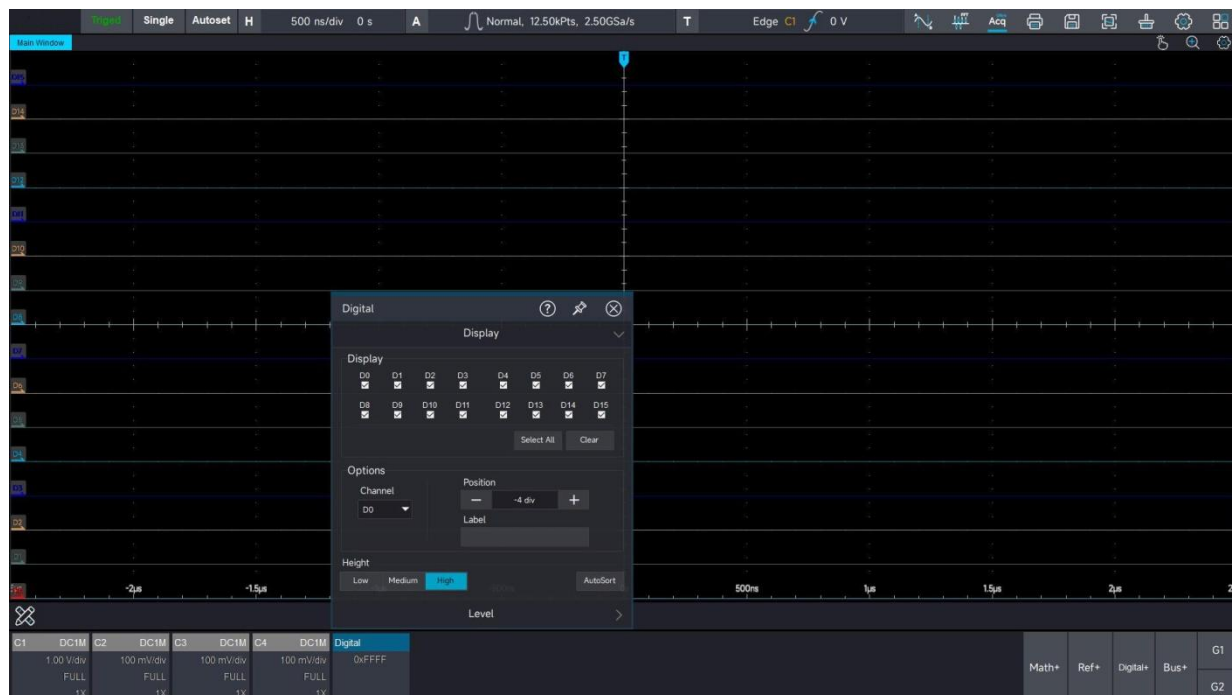 Triged Single Autoset H 500 ns/div 0 s A Normal, 12.50kPts, 2.50GSa/s T Edge C1 0 V Acq
Main Window
T
D14
D12
D11
D10
D8
D7
D6
D4
D3
D2
D1
Digital
Display
Display
D0 D1 D2 D3 D4 D5 D6 D7
D8 D9 D10 D11 D12 D13 D14 D15
Select All Clear
Options
Channel
D0
Position
-4 div
Label
Height
Low Medium High AutoSort
Level
-2μs -1.5μs 500ns 1μs 1.5μs 2μs
C1 DC1M C2 DC1M C3 DC1M C4 DC1M Digital
1.00 V/div 100 mV/div 100 mV/div 100 mV/div 0xFFFF
FULL FULL FULL FULL
1X 1X 1X 1X
Math+ Ref+ Digital+ Bus+
G1
G2